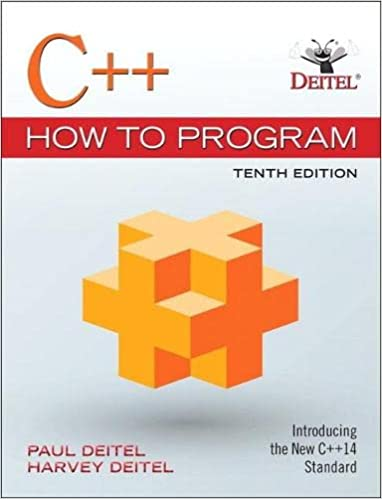 C++
DEITEL®
HOW TO PROGRAM
TENTH EDITION
Introducing
the New C++14
Standard
PAUL DEITEL
HARVEY DEITEL